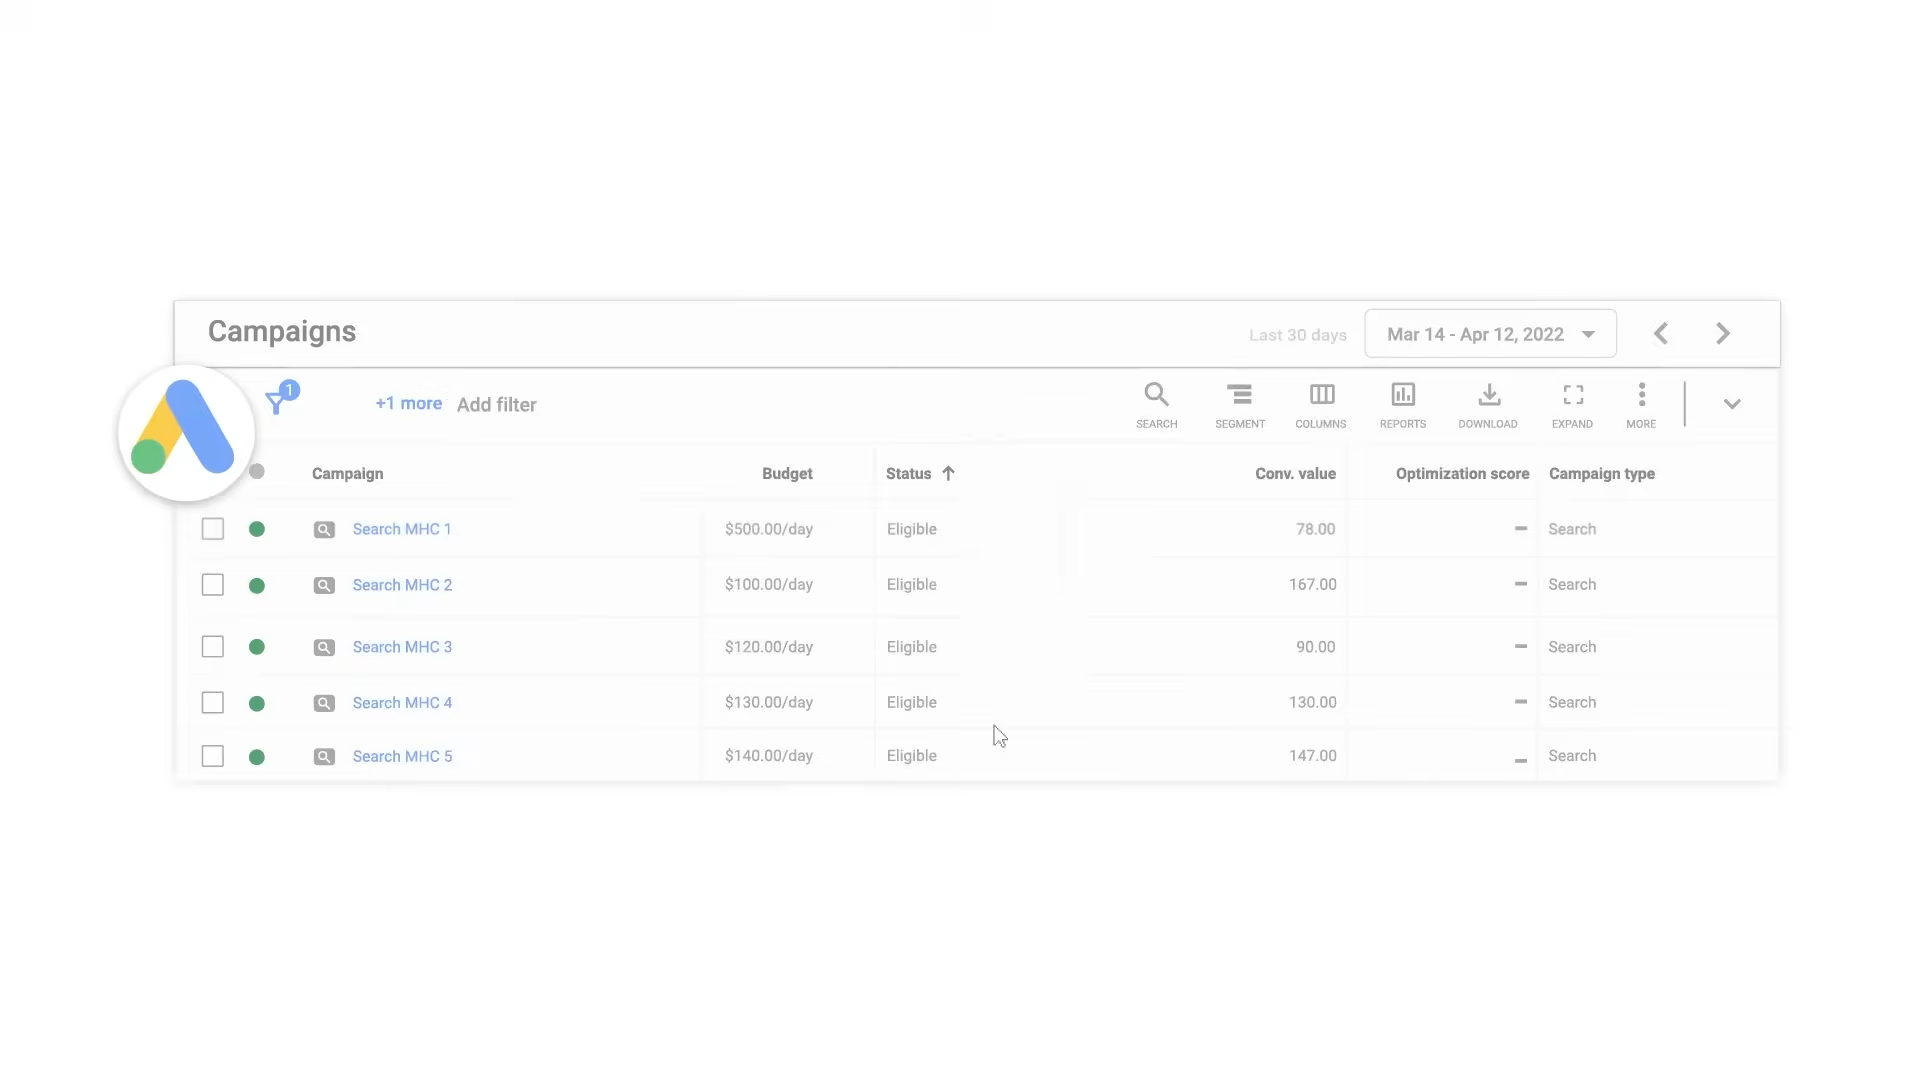 Campaigns
Last 30 days
Mar 14 - Apr 12, 2022
1
+1 more Add filter
SEARCH SEGMENT COLUMNS REPORTS DOWNLOAD EXPAND MORE
Campaign Budget Status Conv. value Optimization score Campaign type
Search MHC 1 $500.00/day Eligible 78.00 – Search
Search MHC 2 $100.00/day Eligible 167.00 – Search
Search MHC 3 $120.00/day Eligible 90.00 – Search
Search MHC 4 $130.00/day Eligible 130.00 – Search
Search MHC 5 $140.00/day Eligible 147.00 – Search